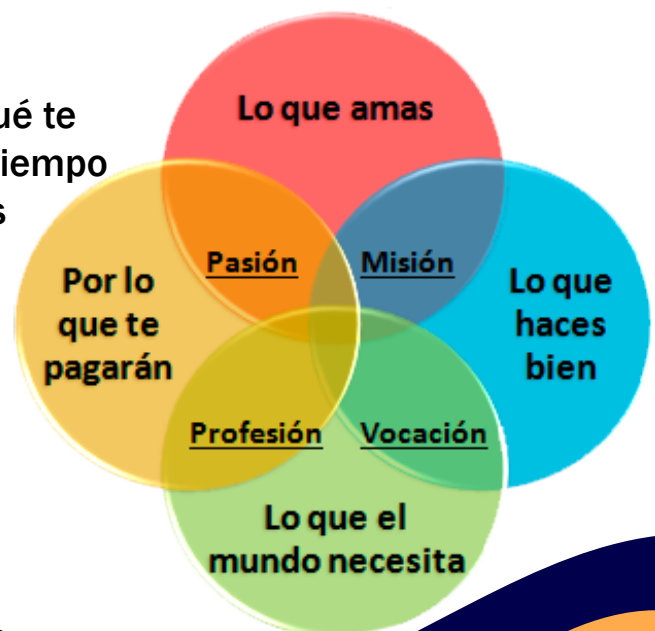 ué te
iempo
s
Lo que amas
Pasión
Misión
Por lo
que te
pagarán
Lo que
haces
bien
Profesión
Vocación
Lo que el
mundo necesita